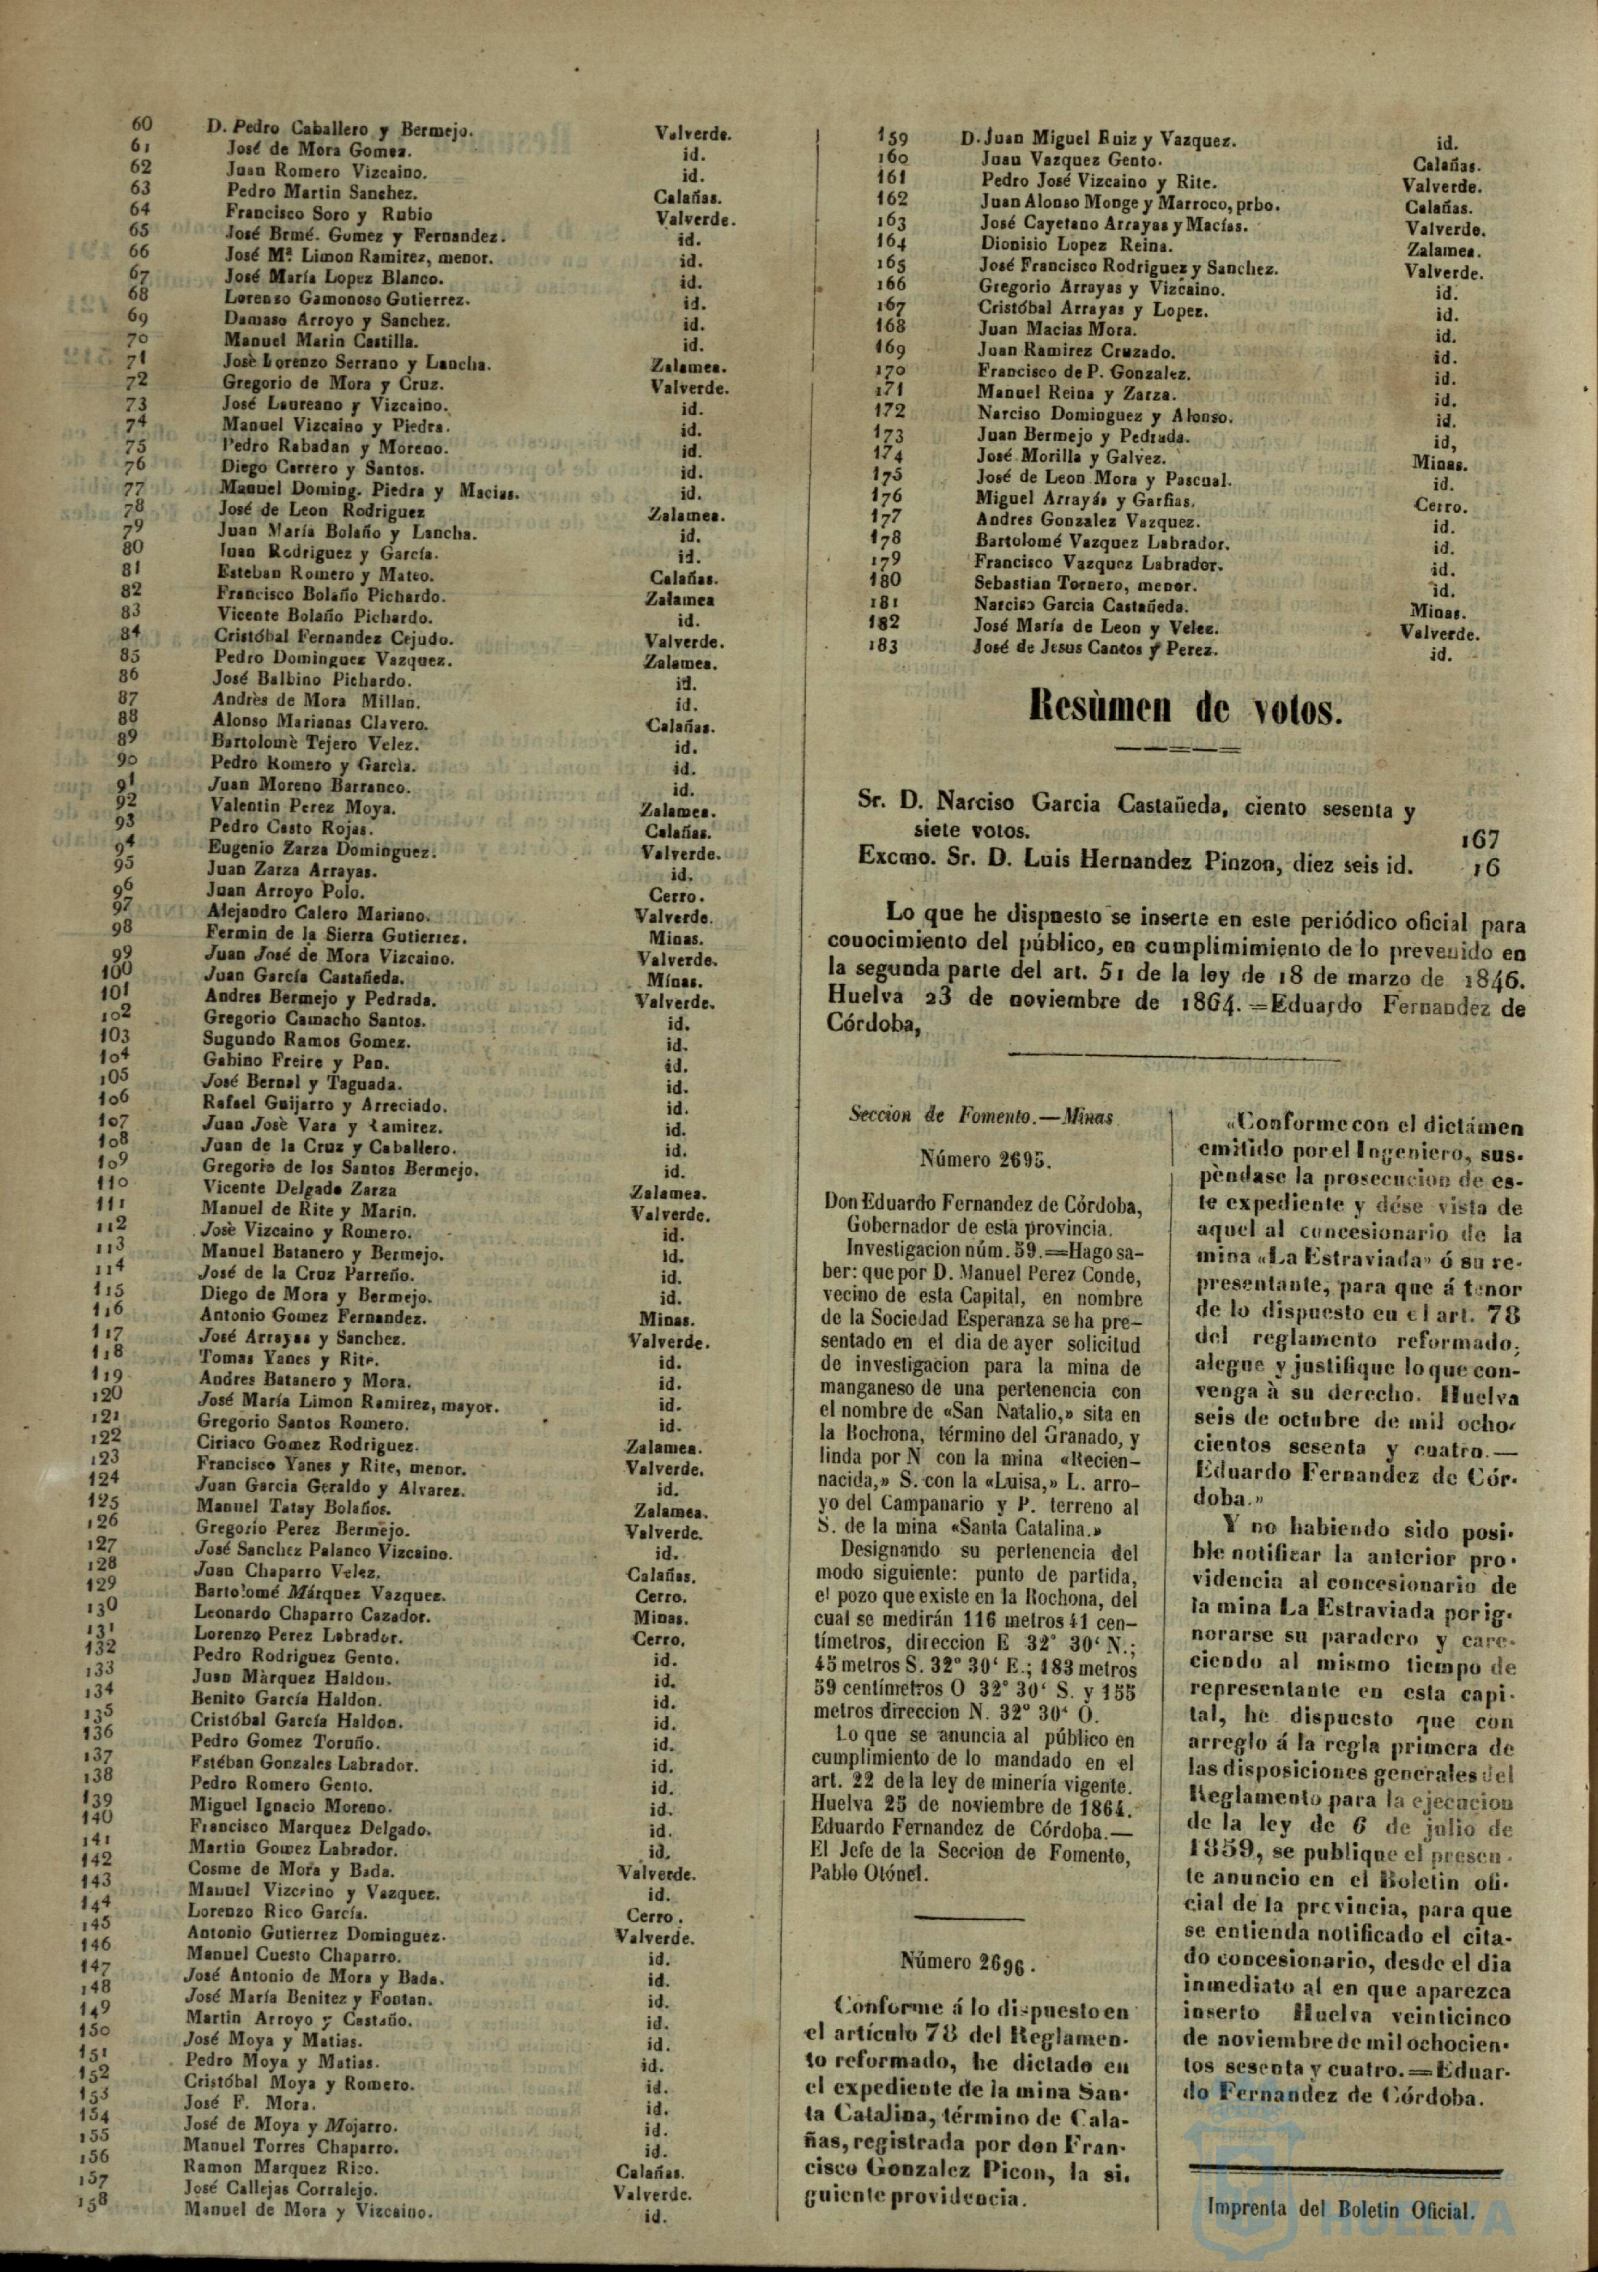 60 D. Pedro Caballero y Bermejo. Valverde.
61 José de Mora Gomez. id.
62 Juan Romero Vizcaino. id.
63 Pedro Martin Sanchez. Calañas.
64 Francisco Soro y Rubio Valverde.
65 José Brmé. Gomez y Fernandez. id.
66 José Mª Limon Ramirez, menor. id.
67 José María Lopez Blanco. id.
68 Lorenzo Gamonoso Gutierrez. id.
69 Damaso Arroyo y Sanchez. id.
70 Manuel Marin Castilla. id.
71 Josè Lorenzo Serrano y Lancha. Zalamea.
72 Gregorio de Mora y Cruz. Valverde.
73 José Laureano y Vizcaino. id.
74 Manuel Vizcaino y Piedra. id.
75 Pedro Rabadan y Moreno. id.
76 Diego Carrero y Santos. id.
77 Manuel Doming. Piedra y Macias. id.
78 José de Leon Rodriguez Zalamea.
79 Juan María Bolaño y Lancha. id.
80 Juan Rodriguez y García. id.
81 Esteban Romero y Mateo. Calañas.
82 Francisco Bolaño Pichardo. Zalamea
83 Vicente Bolaño Pichardo. id.
84 Cristóbal Fernandez Cejudo. Valverde.
85 Pedro Dominguez Vazquez. Zalamea.
86 José Balbino Pichardo. id.
87 Andrès de Mora Millan. id.
88 Alonso Marianas Clavero. Calañas.
89 Bartolomè Tejero Velez. id.
90 Pedro Romero y Garcìa. id.
91 Juan Moreno Barranco. id.
92 Valentin Perez Moya. Zalamea.
93 Pedro Casto Rojas. Calañas.
94 Eugenio Zarza Dominguez. Valverde.
95 Juan Zarza Arrayas. id.
96 Juan Arroyo Polo. Cerro.
97 Alejandro Calero Mariano. Valverde.
98 Fermin de la Sierra Gutierrez. Minas.
99 Juan José de Mora Vizcaino. Valverde.
100 Juan García Castañeda. Mínas.
101 Andres Bermejo y Pedrada. Valverde.
102 Gregorio Camacho Santos. id.
103 Sugundo Ramos Gomez. id.
104 Gabino Freire y Pan. id.
105 José Bernal y Taguada. id.
106 Rafael Guijarro y Arreciado. id.
107 Juan Josè Vara y Ramirez. id.
108 Juan de la Cruz y Caballero. id.
109 Gregorio de los Santos Bermejo. id.
110 Vicente Delgado Zarza Zalamea.
111 Manuel de Rite y Marin. Valverde.
112 Josè Vizcaino y Romero. id.
113 Manuel Batanero y Bermejo. id.
114 José de la Cruz Parreño. id.
115 Diego de Mora y Bermejo. id.
116 Antonio Gomez Fernandez. Minas.
117 José Arrayas y Sanchez. Valverde.
118 Tomas Yanes y Rite. id.
119 Andres Batanero y Mora. id.
120 José María Limon Ramirez, mayor. id.
121 Gregorio Santos Romero. id.
122 Ciriaco Gomez Rodriguez. Zalamea.
123 Francisco Yanes y Rite, menor. Valverde.
124 Juan Garcia Geraldo y Alvarez. id.
125 Manuel Tatay Bolaños. Zalamea.
126 Gregorio Perez Bermejo. Valverde.
127 José Sanchez Palanco Vizcaino. id.
128 Juan Chaparro Velez. Calañas.
129 Bartolomé Márquez Vazquez. Cerro.
130 Leonardo Chaparro Cazador. Minas.
131 Lorenzo Perez Labrador. Cerro.
132 Pedro Rodriguez Gento. id.
133 Juan Màrquez Haldon. id.
134 Benito García Haldon. id.
135 Cristóbal García Haldon. id.
136 Pedro Gomez Toruño. id.
137 Estéban Gonzales Labrador. id.
138 Pedro Romero Gento. id.
139 Miguel Ignacio Moreno. id.
140 Francisco Marquez Delgado. id.
141 Martin Gomez Labrador. id.
142 Cosme de Mora y Bada. Valverde.
143 Manuel Vizcaino y Vazquez. id.
144 Lorenzo Rico García. Cerro.
145 Antonio Gutierrez Dominguez. Valverde.
146 Manuel Cuesto Chaparro. id.
147 José Antonio de Mora y Bada. id.
148 José María Benitez y Fontan. id.
149 Martin Arroyo y Castaño. id.
150 José Moya y Matias. id.
151 Pedro Moya y Matias. id.
152 Cristóbal Moya y Romero. id.
153 José F. Mora. id.
154 José de Moya y Mojarro. id.
155 Manuel Torres Chaparro. id.
156 Ramon Marquez Rico. Calañas.
157 José Callejas Corralejo. Valverde.
158 Manuel de Mora y Vizcaino. id.
159 D. Juan Miguel Ruiz y Vazquez. id.
160 Juan Vazquez Gento. Calañas.
161 Pedro José Vizcaino y Rite. Valverde.
162 Juan Alonso Monge y Marroco, prbo. Calañas.
163 José Cayetano Arrayas y Macías. Valverde.
164 Dionisio Lopez Reina. Zalamea.
165 José Francisco Rodriguez y Sanchez. Valverde.
166 Gregorio Arrayas y Vizcaino. id.
167 Cristóbal Arrayas y Lopez. id.
168 Juan Macias Mora. id.
169 Juan Ramirez Cruzado. id.
170 Francisco de P. Gonzalez. id.
171 Manuel Reina y Zarza. id.
172 Narciso Dominguez y Alonso. id.
173 Juan Bermejo y Pedrada. id,
174 José Morilla y Galvez. Minas.
175 José de Leon Mora y Pascual. id.
176 Miguel Arrayás y Garfias. Cerro.
177 Andres Gonzalez Vazquez. id.
178 Bartolomé Vazquez Labrador. id.
179 Francisco Vazquez Labrador. id.
180 Sebastian Tornero, menor. id.
181 Narciso Garcia Castañeda. Minas.
182 José María de Leon y Velez. Valverde.
183 José de Jesus Cantos y Perez. id.
Resùmen de votos.
Sr. D. Narciso Garcia Castañeda, ciento sesenta y
siete votos. 167
Excmo. Sr. D. Luis Hernandez Pinzon, diez seis id. 16
Lo que he dispuesto se inserte en este periódico oficial para
conocimiento del público, en cumplimimiento de lo prevenido en
la segunda parte del art. 51 de la ley de 18 de marzo de 1846.
Huelva 23 de noviembre de 1864.=Eduardo Fernandez de
Córdoba,
Seccion de Fomento.—Minas
Número 2695.
Don Eduardo Fernandez de Córdoba,
Gobernador de esta provincia.
Investigacion núm. 59.=Hago sa-
ber: que por D. Manuel Perez Conde,
vecino de esta Capital, en nombre
de la Sociedad Esperanza se ha pre-
sentado en el dia de ayer solicitud
de investigacion para la mina de
manganeso de una pertenencia con
el nombre de «San Natalio,» sita en
la Rochona, término del Granado, y
linda por N con la mina «Recien-
nacida,» S. con la «Luisa,» L. arro-
yo del Campanario y P. terreno al
S. de la mina «Santa Catalina.»
Designando su pertenencia del
modo siguiente: punto de partida,
el pozo que existe en la Rochona, del
cual se medirán 116 metros 41 cen-
tímetros, direccion E 32° 30‘ N.;
45 metros S. 32° 30‘ E.; 183 metros
59 centímetros O 32° 30‘ S. y 155
metros direccion N. 32° 30‘ O.
Lo que se anuncia al público en
cumplimiento de lo mandado en el
art. 22 de la ley de minería vigente.
Huelva 25 de noviembre de 1864.
Eduardo Fernandez de Córdoba.—
El Jefe de la Seccion de Fomento,
Pablo Otónel.
Número 2696.
Conforme á lo dispuesto en
el artículo 78 del Reglamen-
to reformado, he dictado en
el expediente de la mina San-
ta Catalina, término de Cala-
ñas, registrada por don Fran-
cisco Gonzalez Picon, la si.
guiente providencia.
«Conforme con el dictámen
emitido por el Ingeniero, sus-
pèndase la prosecucion de es-
te expediente y dése vista de
aquel al concesionario de la
mina «La Estraviada» ó su re-
presentante, para que á tenor
de lo dispuesto en el art. 78
del reglamento reformado,
alegue y justifique lo que con-
venga à su derecho. Huelva
seis de octubre de mil ocho-
cientos sesenta y cuatro.—
Eduardo Fernandez de Cór-
doba.»
Y no habiendo sido posi-
ble notificar la anterior pro-
videncia al concesionario de
la mina La Estraviada por ig-
norarse su paradero y care-
ciendo al mismo tiempo de
representante en esta capi-
tal, he dispuesto que con
arreglo á la regla primera de
las disposiciones generales del
Reglamento para la ejecucion
de la ley de 6 de julio de
1859, se publique el presen-
te anuncio en el Boletin ofi-
cial de la provincia, para que
se entienda notificado el cita-
do concesionario, desde el dia
inmediato al en que aparezca
inserto Huelva veinticinco
de noviembre de mil ochocien-
tos sesenta y cuatro.=Eduar-
do Fernandez de Córdoba.
Imprenta del Boletin Oficial.
HUELVA